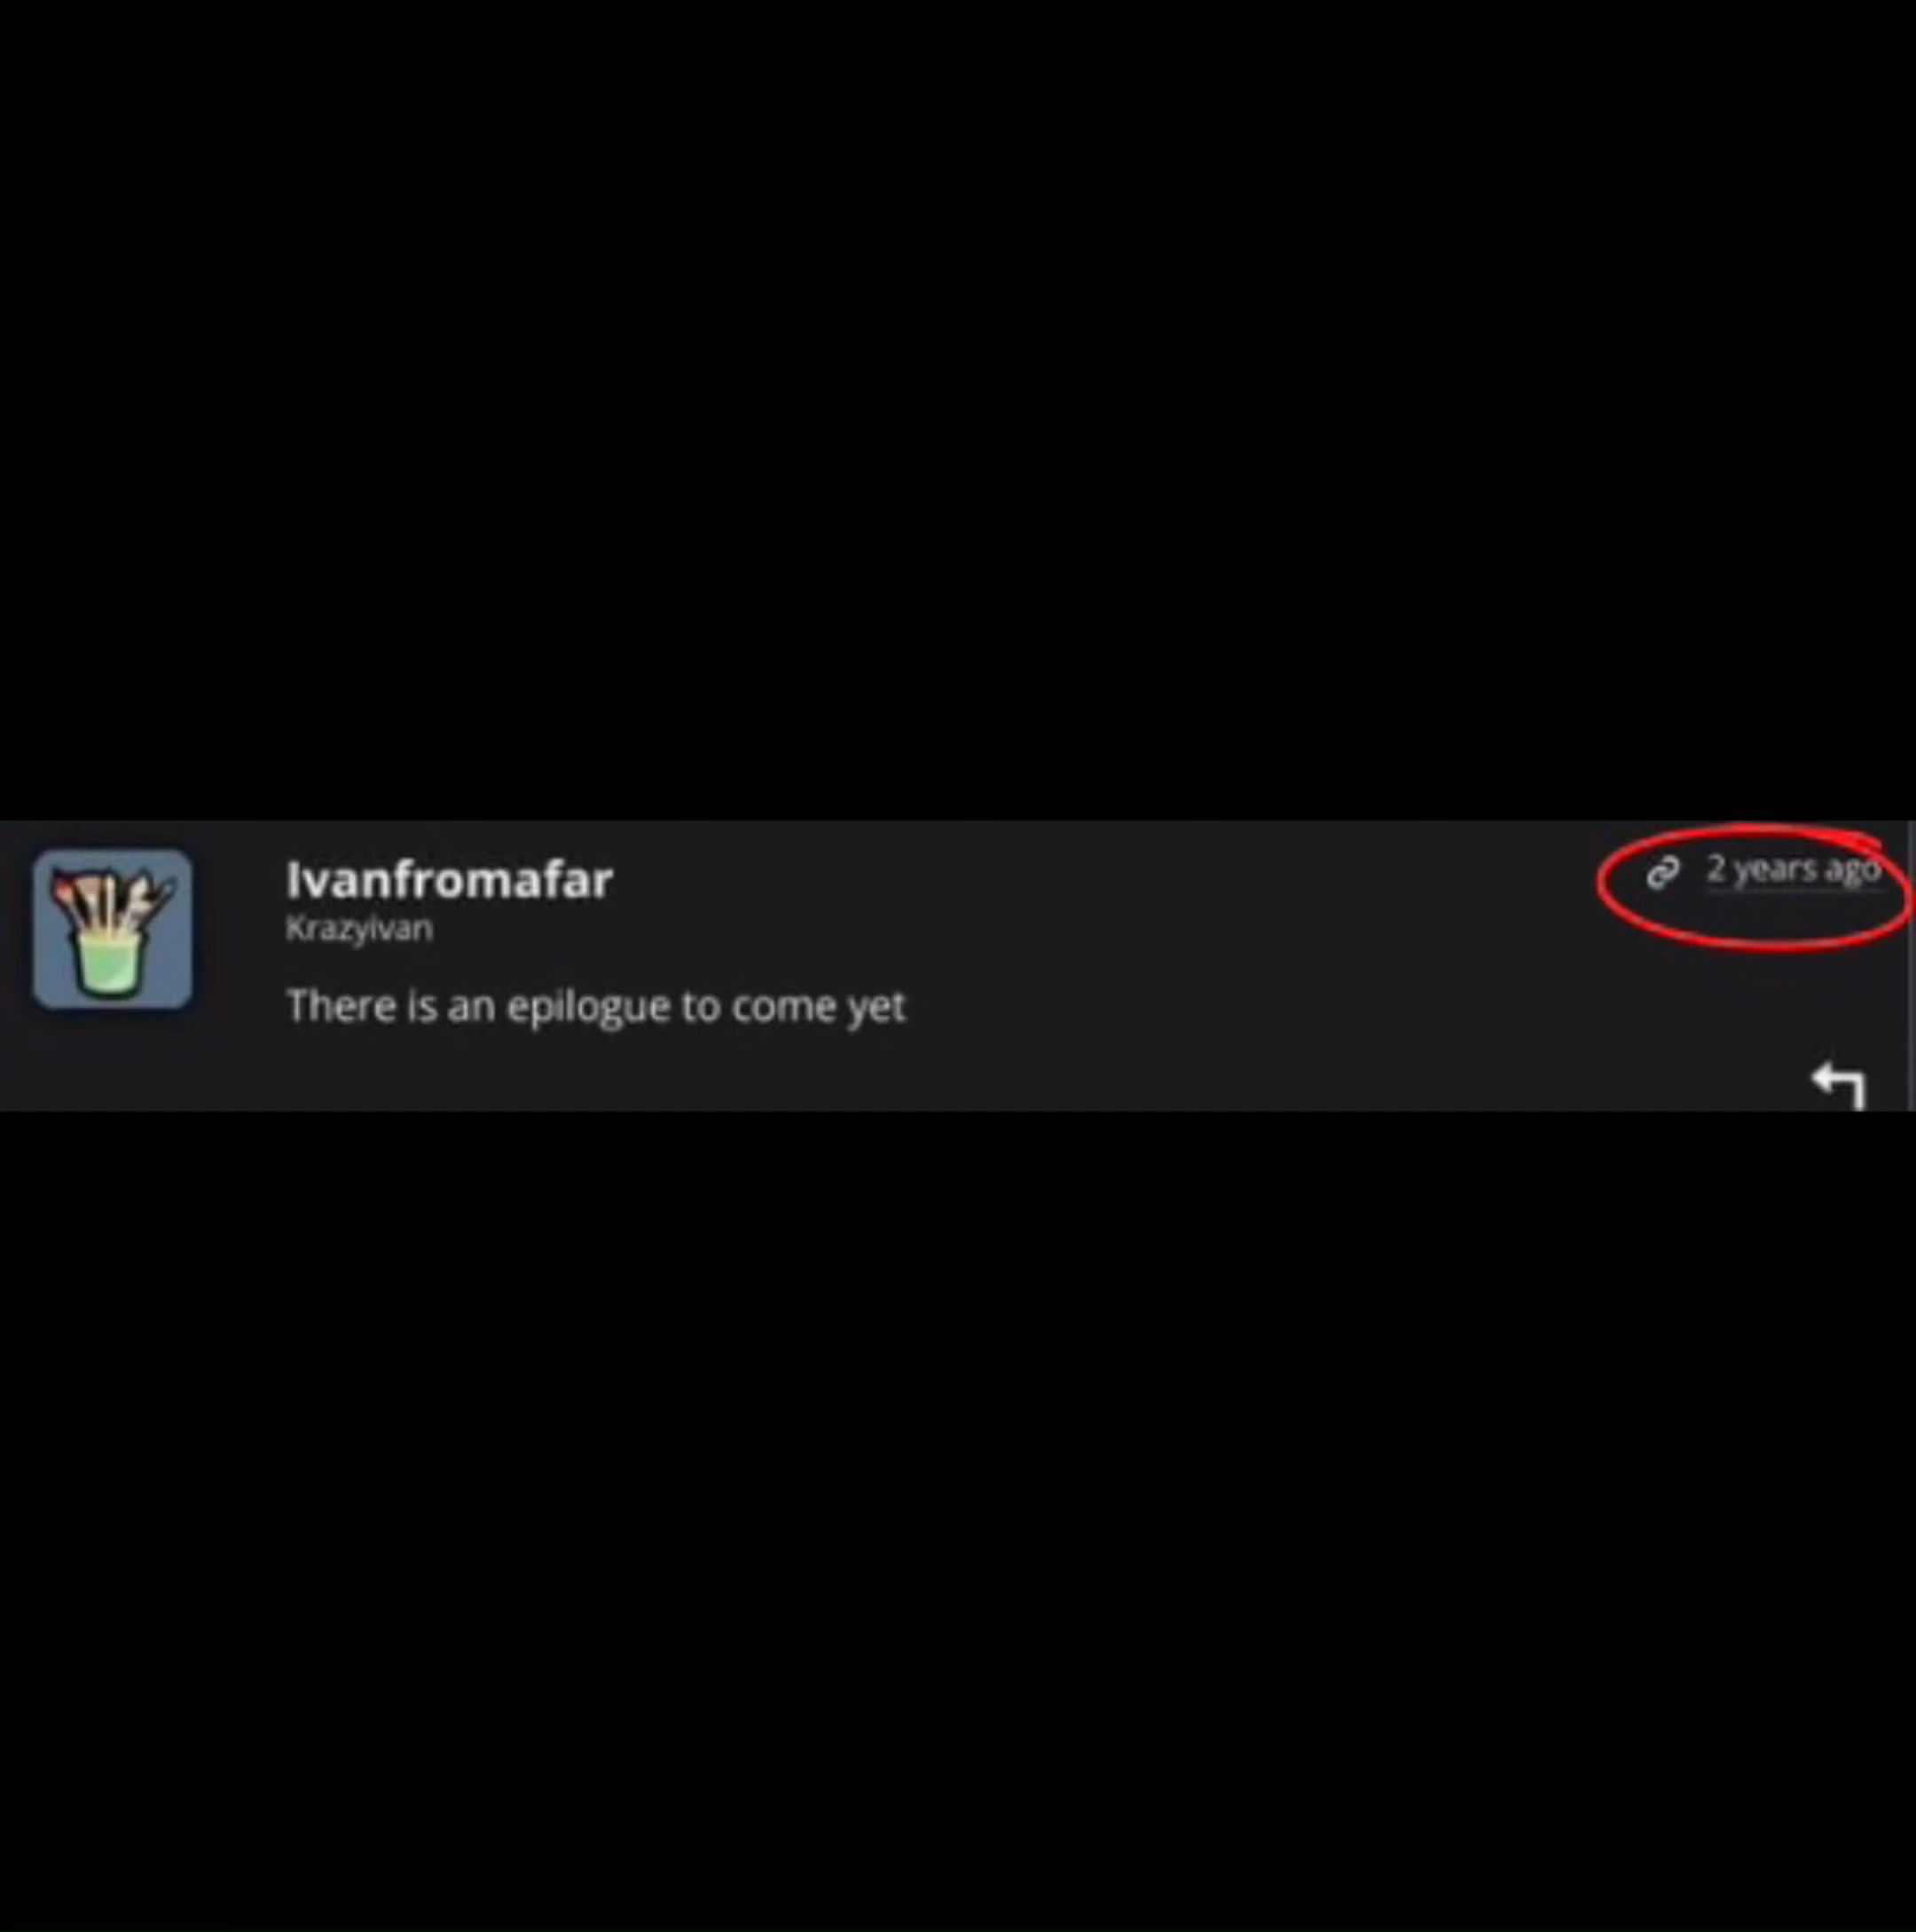 Ivanfromafar
2 years ago
Krazyivan
There is an epilogue to come yet